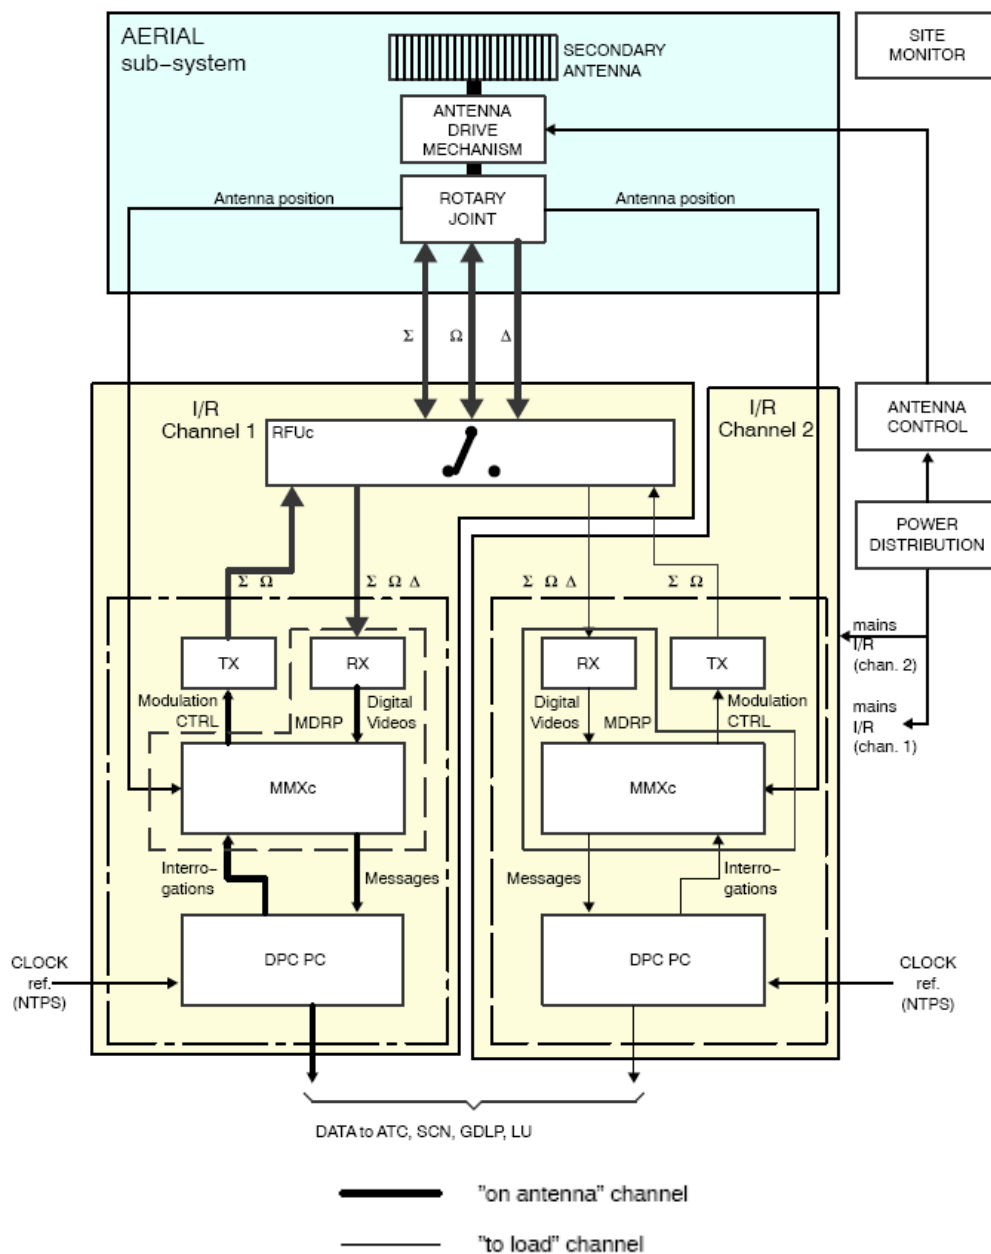 AERIAL
sub-system
SECONDARY
ANTENNA
SITE
MONITOR
ANTENNA
DRIVE
MECHANISM
Antenna position
ROTARY
JOINT
Antenna position
Σ Ω Δ
I/R
Channel 1
RFUc
I/R
Channel 2
ANTENNA
CONTROL
POWER
DISTRIBUTION
Σ Ω
Σ Ω Δ
Σ Ω Δ
Σ Ω
mains
I/R
(chan. 2)
mains
I/R
(chan. 1)
TX
RX
RX
TX
Modulation
CTRL
MDRP
Digital
Videos
Digital
Videos
MDRP
Modulation
CTRL
MMXc
MMXc
Interro-
gations
Messages
Messages
Interro-
gations
CLOCK
ref.
(NTPS)
DPC PC
DPC PC
CLOCK
ref.
(NTPS)
DATA to ATC, SCN, GDLP, LU
"on antenna" channel
"to load" channel